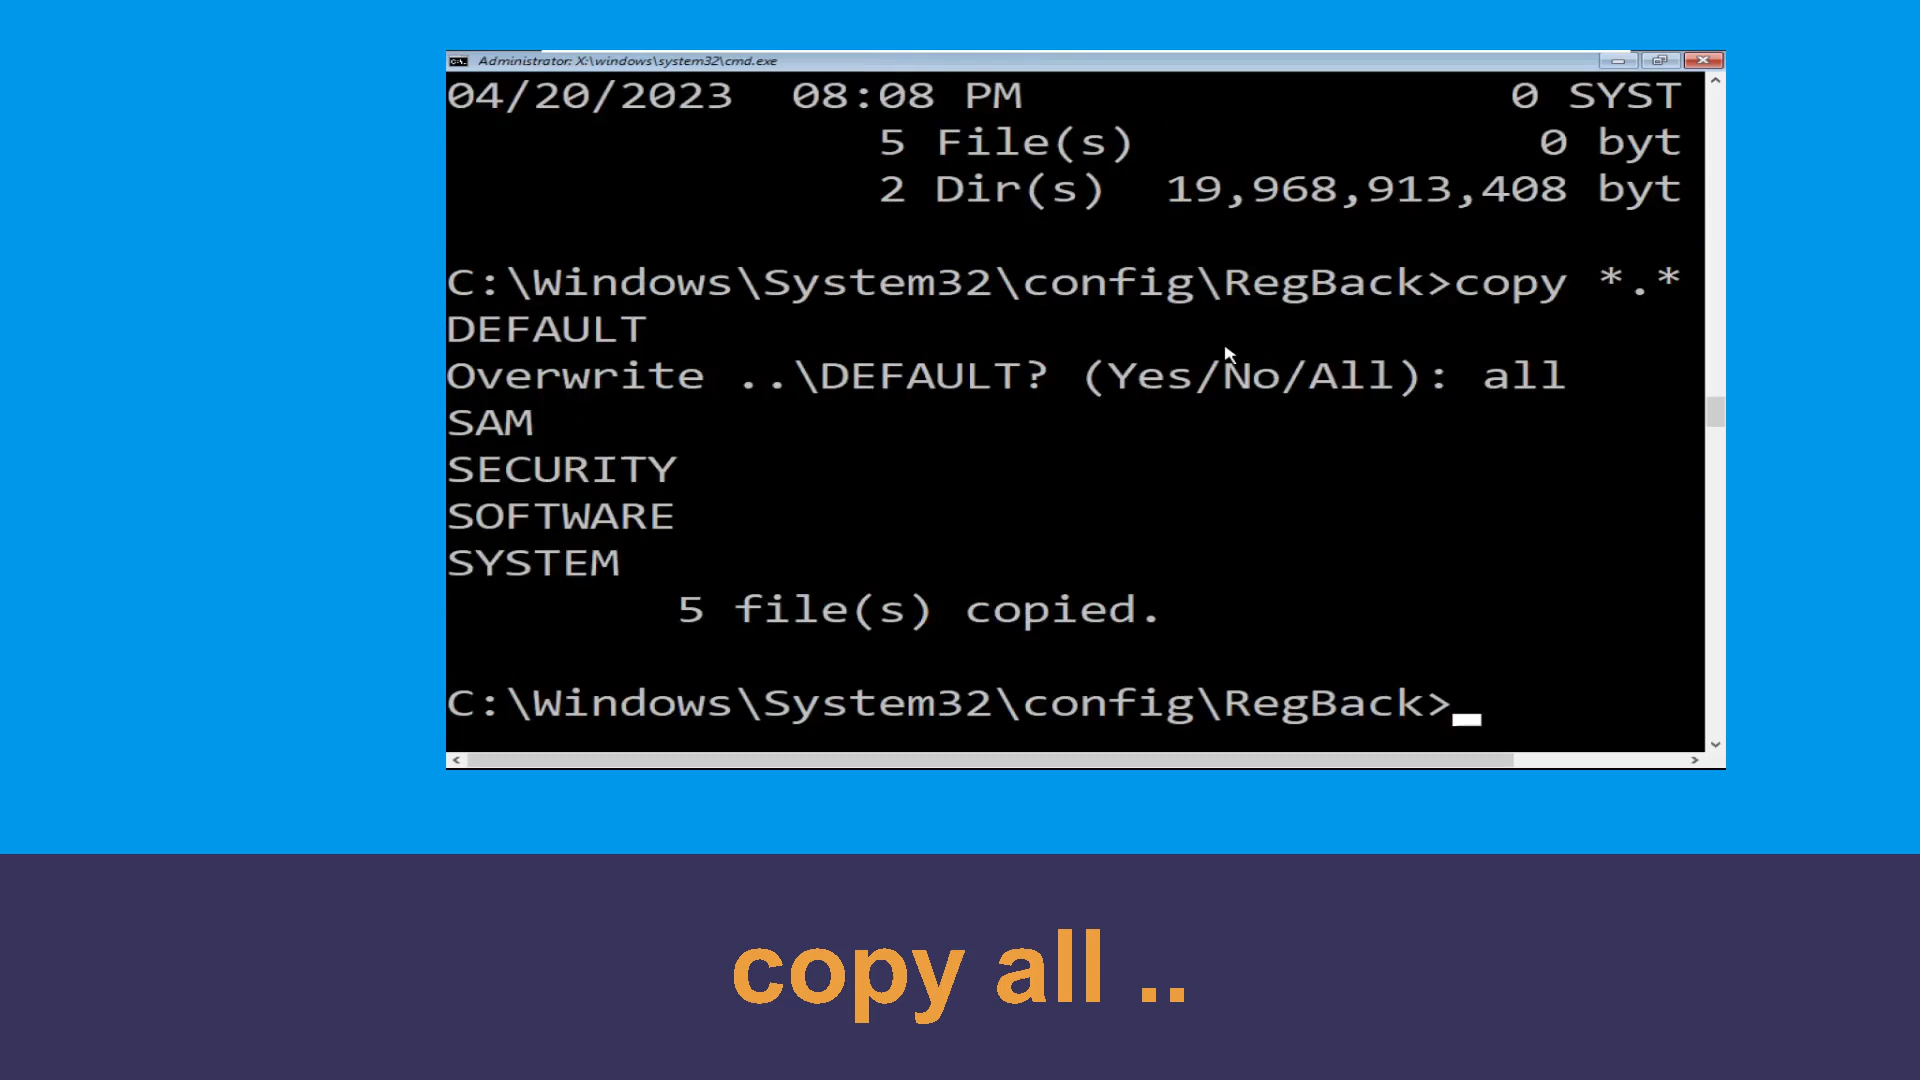 Administrator: X:\windows\system32\cmd.exe
04/20/2023 08:08 PM 0 SYST
5 File(s) 0 byt
2 Dir(s) 19,968,913,408 byt
C:\Windows\System32\config\RegBack>copy *.*
DEFAULT
Overwrite ..\DEFAULT? (Yes/No/All): all
SAM
SECURITY
SOFTWARE
SYSTEM
5 file(s) copied.
C:\Windows\System32\config\RegBack>
copy all ..